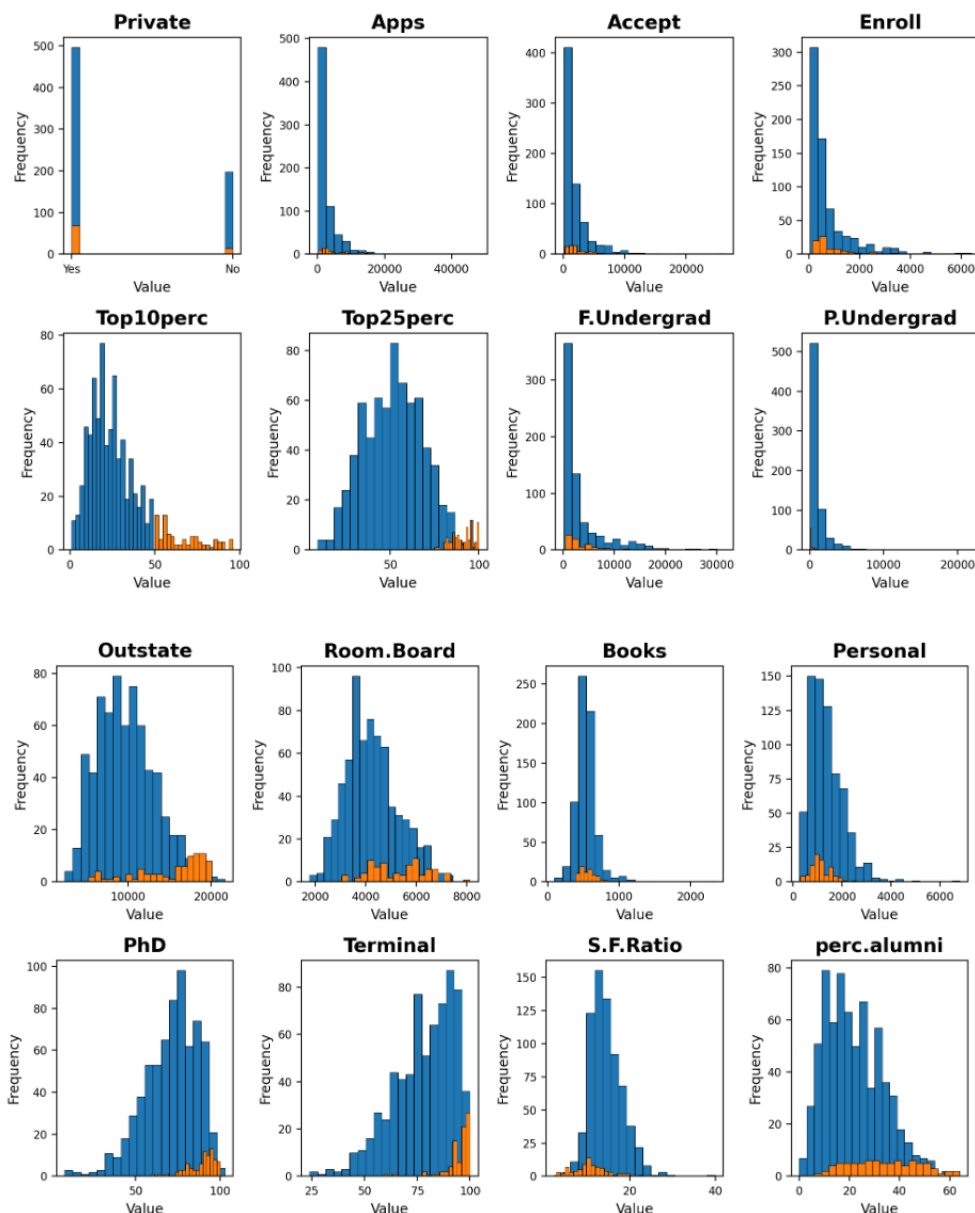 Private
Apps
Accept
Enroll
500
400
300
200
100
0
Frequency
Yes
No
Value
500
400
300
200
100
0
Frequency
0
20000
40000
Value
400
300
200
100
0
Frequency
0
10000
20000
Value
300
250
200
150
100
50
0
Frequency
0
2000
4000
6000
Value
Top10perc
Top25perc
F.Undergrad
P.Undergrad
80
60
40
20
0
Frequency
0
50
100
Value
80
60
40
20
0
Frequency
50
100
Value
300
200
100
0
Frequency
0
10000
20000
30000
Value
500
400
300
200
100
0
Frequency
0
10000
20000
Value
Outstate
Room.Board
Books
Personal
80
60
40
20
0
Frequency
10000
20000
Value
100
80
60
40
20
0
Frequency
2000
4000
6000
8000
Value
250
200
150
100
50
0
Frequency
0
1000
2000
Value
150
125
100
75
50
25
0
Frequency
0
2000
4000
6000
Value
PhD
Terminal
S.F.Ratio
perc.alumni
100
80
60
40
20
0
Frequency
50
100
Value
80
60
40
20
0
Frequency
25
50
75
100
Value
150
125
100
75
50
25
0
Frequency
20
40
Value
80
60
40
20
0
Frequency
0
20
40
60
Value